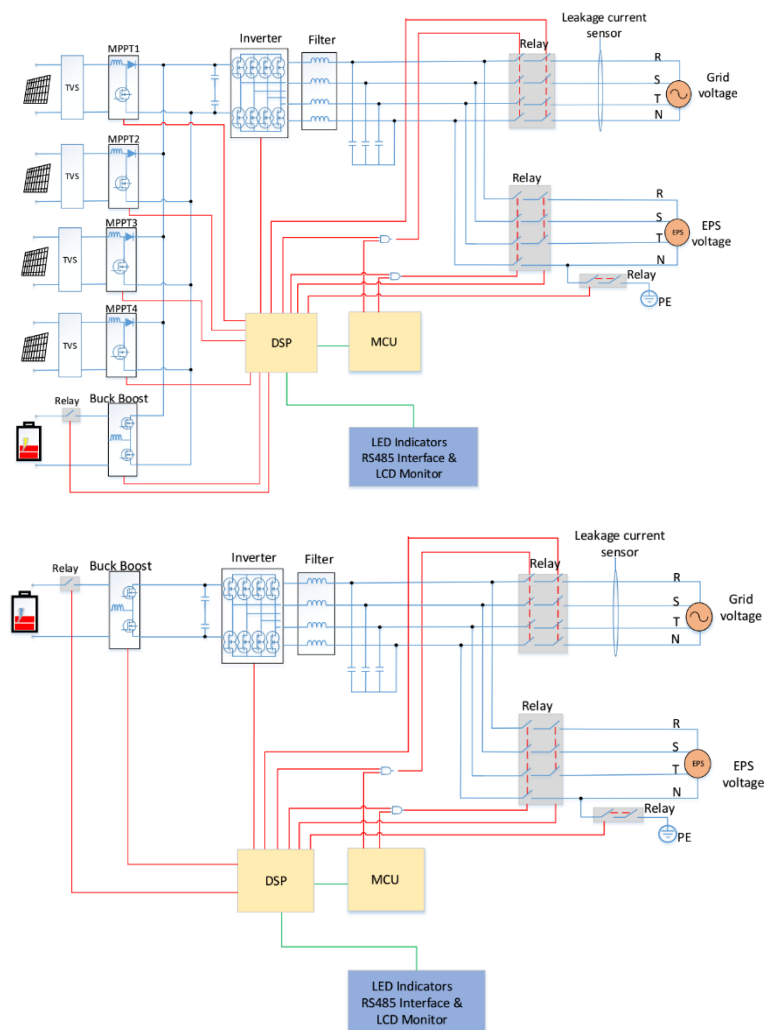 Leakage current
sensor
MPPT1
Inverter
Filter
Relay
R
S
T
N
Grid
voltage
TVS
MPPT2
TVS
Relay
R
S
T
N
EPS
EPS
voltage
MPPT3
TVS
Relay
PE
MPPT4
TVS
DSP
MCU
Buck Boost
Relay
LED Indicators
RS485 Interface &
LCD Monitor
Leakage current
sensor
Buck Boost
Inverter
Filter
Relay
Relay
R
S
T
N
Grid
voltage
Relay
R
S
T
N
EPS
EPS
voltage
Relay
PE
DSP
MCU
LED Indicators
RS485 Interface &
LCD Monitor